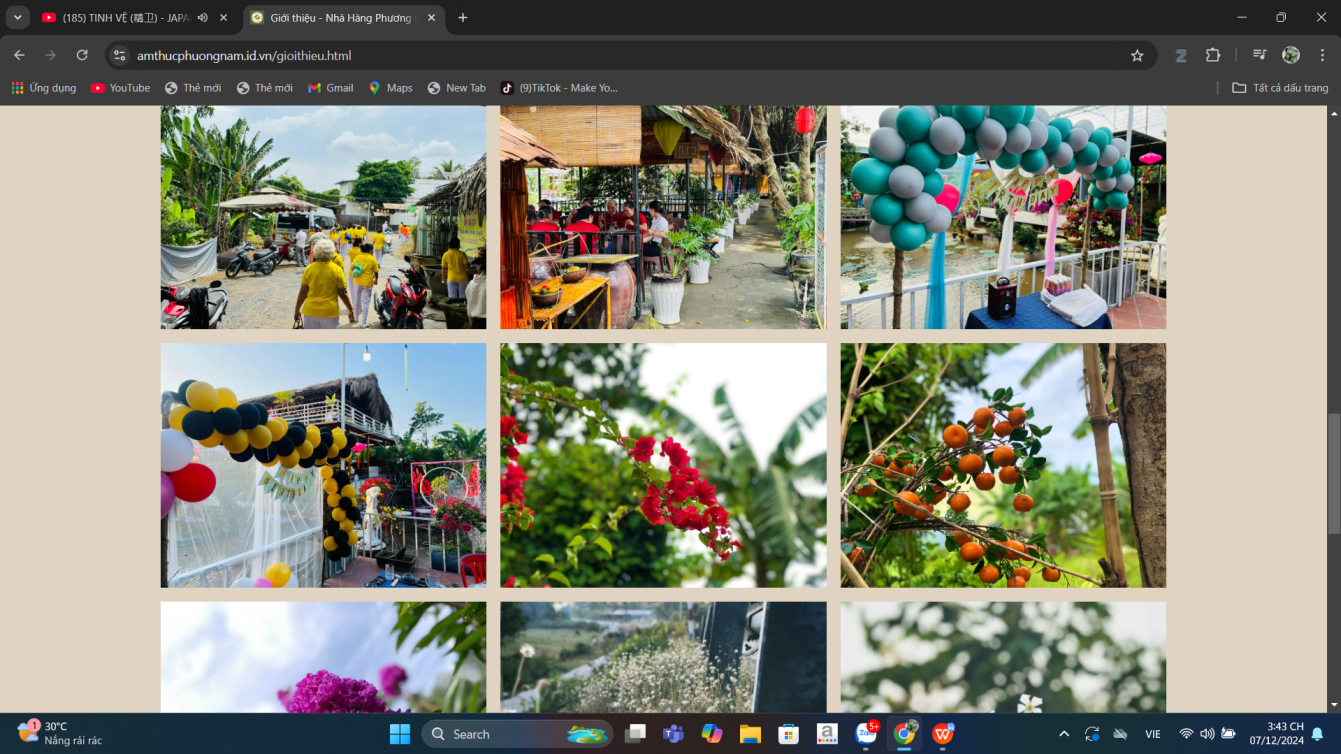 (185) TINH VỆ (精卫) - JAPA
Giới thiệu - Nhà Hàng Phương
amthucphuongnam.id.vn/gioithieu.html
Ứng dụng
YouTube
Thẻ mới
Thẻ mới
Gmail
Maps
New Tab
(9)TikTok - Make Yo...
Tất cả dấu trang
1
30°C
Nắng rải rác
Search
5+
VIE
3:43 CH
07/12/2024